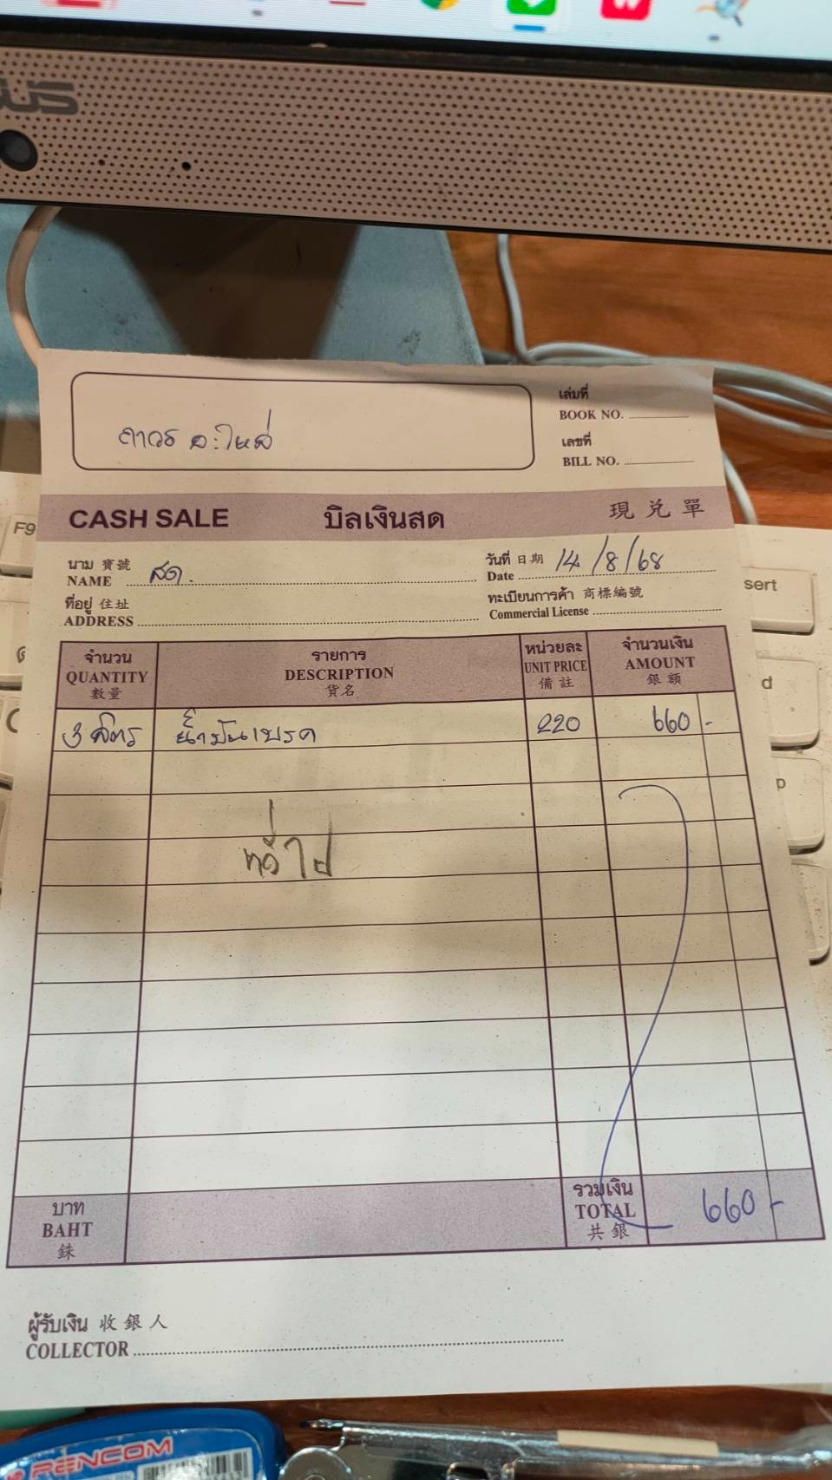 ถาวร อะไหล่
เล่มที่
BOOK NO.
เลขที่
BILL NO.
CASH SALE บิลเงินสด 現兌單
นาม 寶號
NAME สด.
วันที่ 日期
Date 14/8/68
ที่อยู่ 住址
ADDRESS
ทะเบียนการค้า 商標編號
Commercial License
จำนวน รายการ หน่วยละ จำนวนเงิน
QUANTITY DESCRIPTION UNIT PRICE AMOUNT
數量 貨名 備註 銀額
3 ลิตร น้ำมันเบรค 220 660 -
ทั่วไป
บาท รวมเงิน
BAHT TOTAL 660 -
銖 共銀
ผู้รับเงิน 收銀人
COLLECTOR
F9
sert
d
p
RENCOM